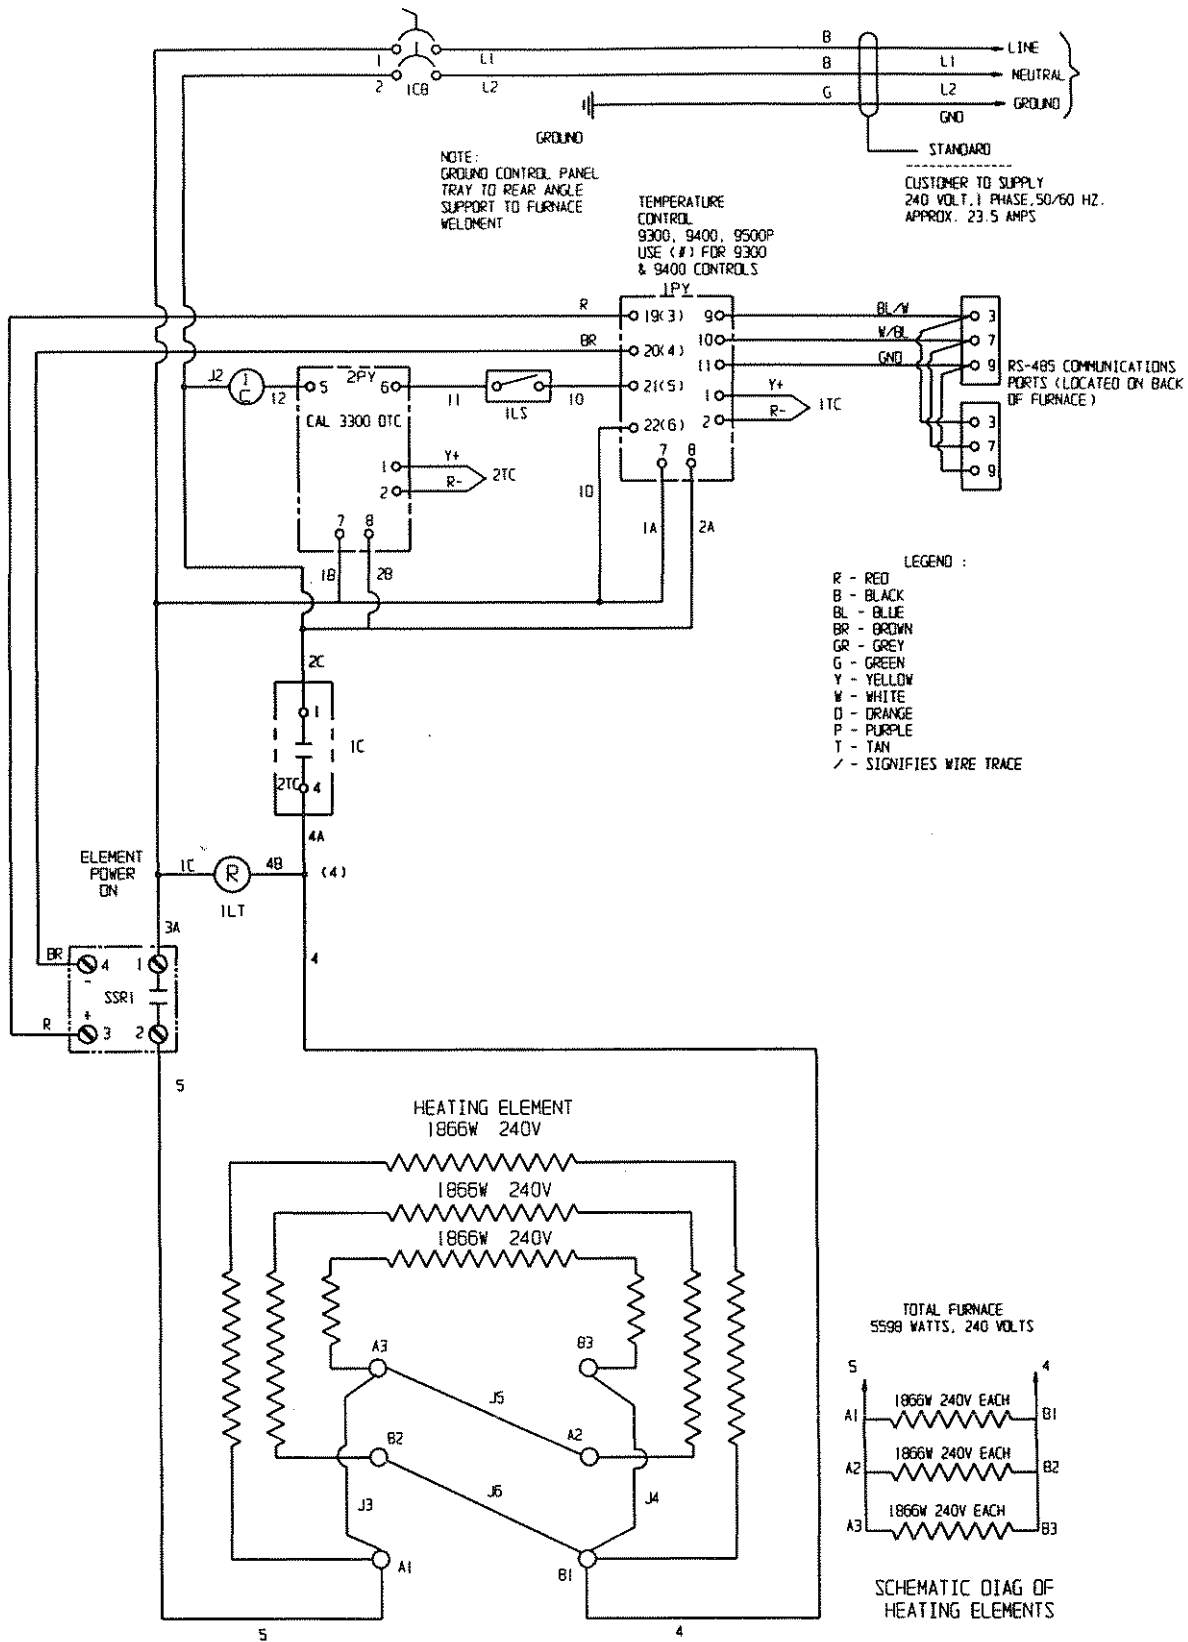 B
LINE
1
L1
B
L1
NEUTRAL
2
1CB
L2
G
L2
GROUND
GND
GROUND
STANDARD
NOTE:
GROUND CONTROL PANEL
TRAY TO REAR ANGLE
SUPPORT TO FURNACE
WELDMENT
CUSTOMER TO SUPPLY
240 VOLT,1 PHASE,50/60 HZ.
APPROX. 23.5 AMPS
TEMPERATURE
CONTROL
9300, 9400, 9500P
USE (#) FOR 9300
& 9400 CONTROLS
1PY
R
19(3)
9
BL/W
3
BR
20(4)
10
W/BL
7
11
GND
9
RS-485 COMMUNICATIONS
PORTS (LOCATED ON BACK
OF FURNACE)
J2
1
C
12
5
2PY
6
11
1LS
10
21(5)
1
Y+
1TC
CAL 3300 OTC
22(6)
2
R-
3
7
9
1
Y+
2
R-
2TC
7
8
1D
1A
2A
7
8
1B
2B
LEGEND :
R - RED
B - BLACK
BL - BLUE
BR - BROWN
GR - GREY
G - GREEN
Y - YELLOW
W - WHITE
O - ORANGE
P - PURPLE
T - TAN
/ - SIGNIFIES WIRE TRACE
2C
1
1C
2TC
4
4A
ELEMENT
POWER
ON
1C
R
4B
(4)
1LT
3A
BR
4
1
4
-
SSR1
+
R
3
2
5
HEATING ELEMENT
1866W 240V
1866W 240V
1866W 240V
A3
B3
J5
B2
A2
J3
J6
J4
A1
B1
5
4
TOTAL FURNACE
5598 WATTS, 240 VOLTS
5
4
1866W 240V EACH
A1
B1
1866W 240V EACH
A2
B2
1866W 240V EACH
A3
B3
SCHEMATIC DIAG OF
HEATING ELEMENTS